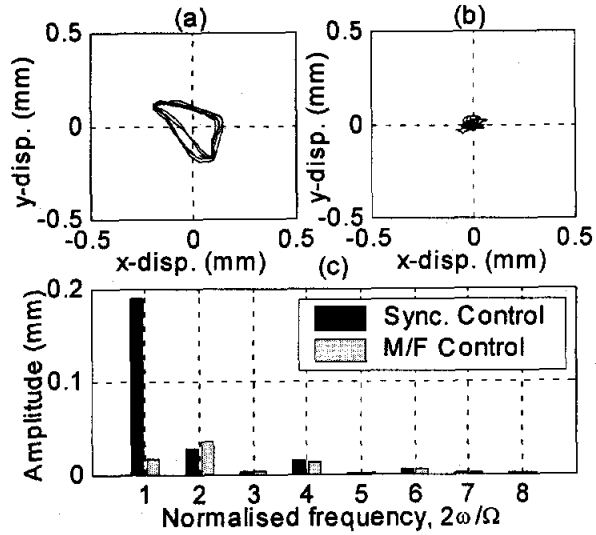 (a)
(b)
0.5
0
-0.5
y-disp. (mm)
-0.5
0
0.5
x-disp. (mm)
0.5
0
-0.5
y-disp. (mm)
-0.5
0
0.5
x-disp. (mm)
(c)
0.2
0.1
0
Amplitude (mm)
Sync. Control
M/F Control
1 2 3 4 5 6 7 8
Normalised frequency, 2ω/Ω